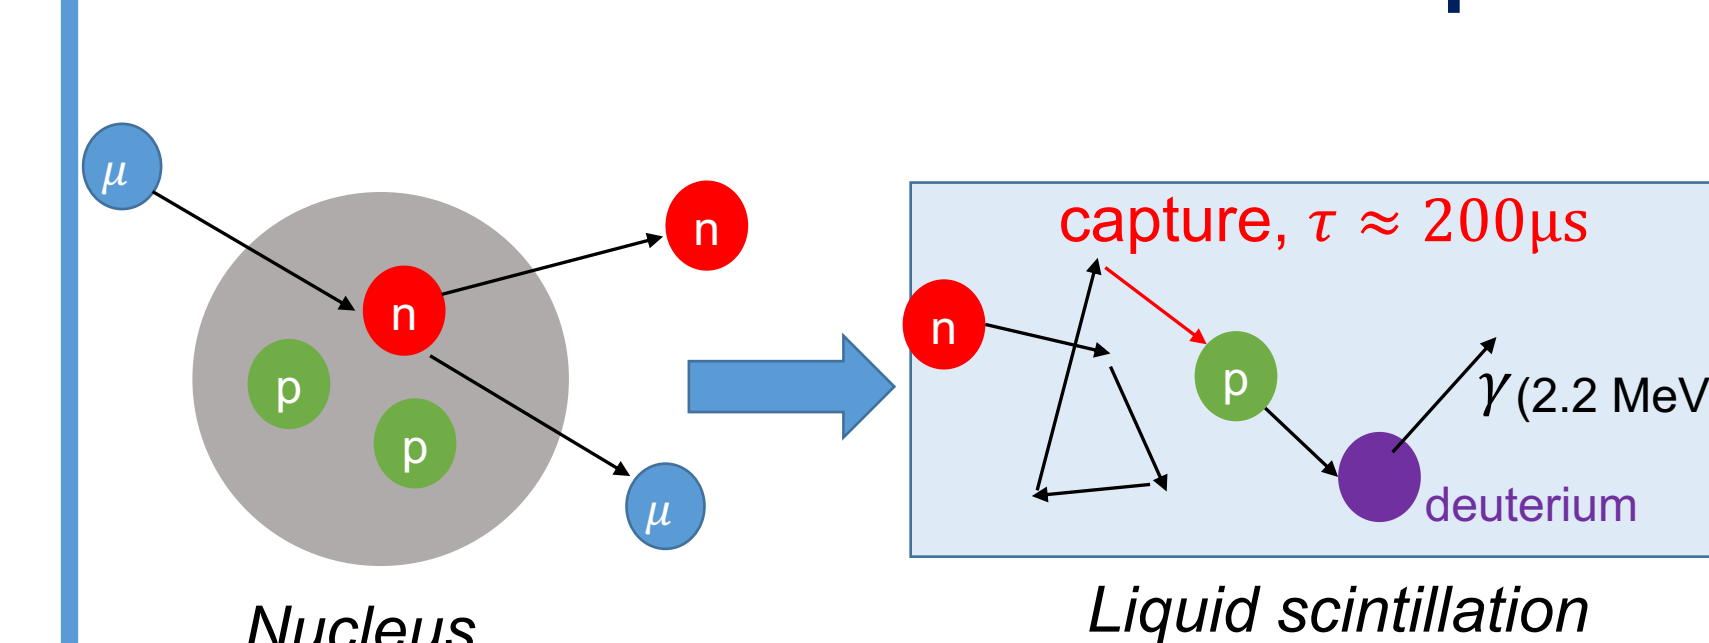 μ
n
n
p
p
μ
Nucleus
capture, τ ≈ 200μs
n
p
γ (2.2 MeV
deuterium
Liquid scintillation